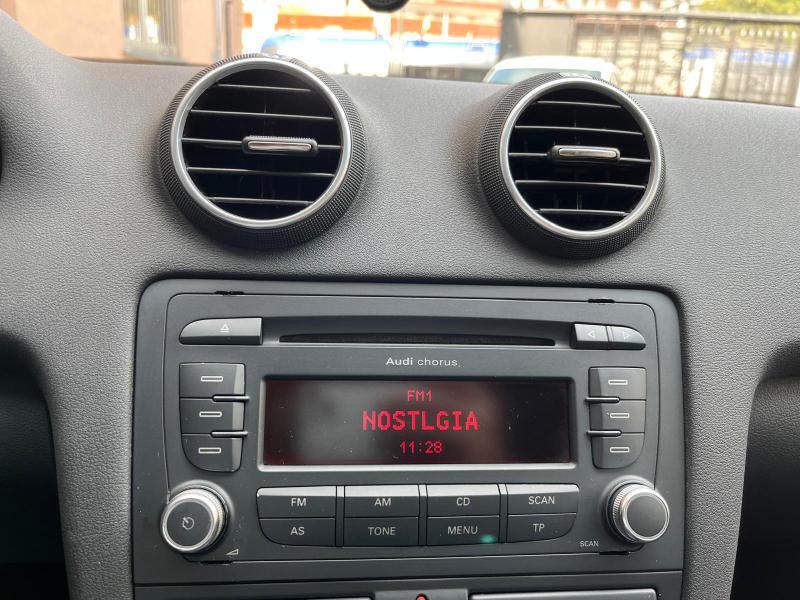 Audi chorus
FM1
NOSTLGIA
11:28
FM AM CD SCAN
AS TONE MENU TP
SCAN